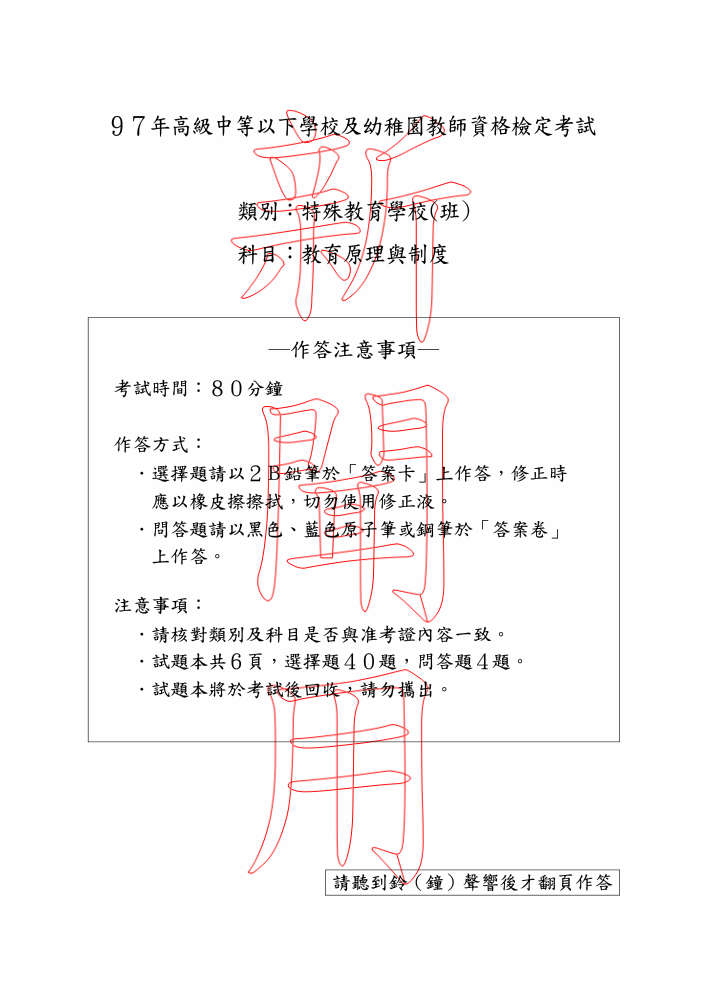 ９７年高級中等以下學校及幼稚園教師資格檢定考試
類別：特殊教育學校(班)
科目：教育原理與制度
—作答注意事項—
考試時間：８０分鐘
作答方式：
．選擇題請以２Ｂ鉛筆於「答案卡」上作答，修正時
應以橡皮擦擦拭，切勿使用修正液。
．問答題請以黑色、藍色原子筆或鋼筆於「答案卷」
上作答。
注意事項：
．請核對類別及科目是否與准考證內容一致。
．試題本共６頁，選擇題４０題，問答題４題。
．試題本將於考試後回收，請勿攜出。
請聽到鈴（鐘）聲響後才翻頁作答
新聞用